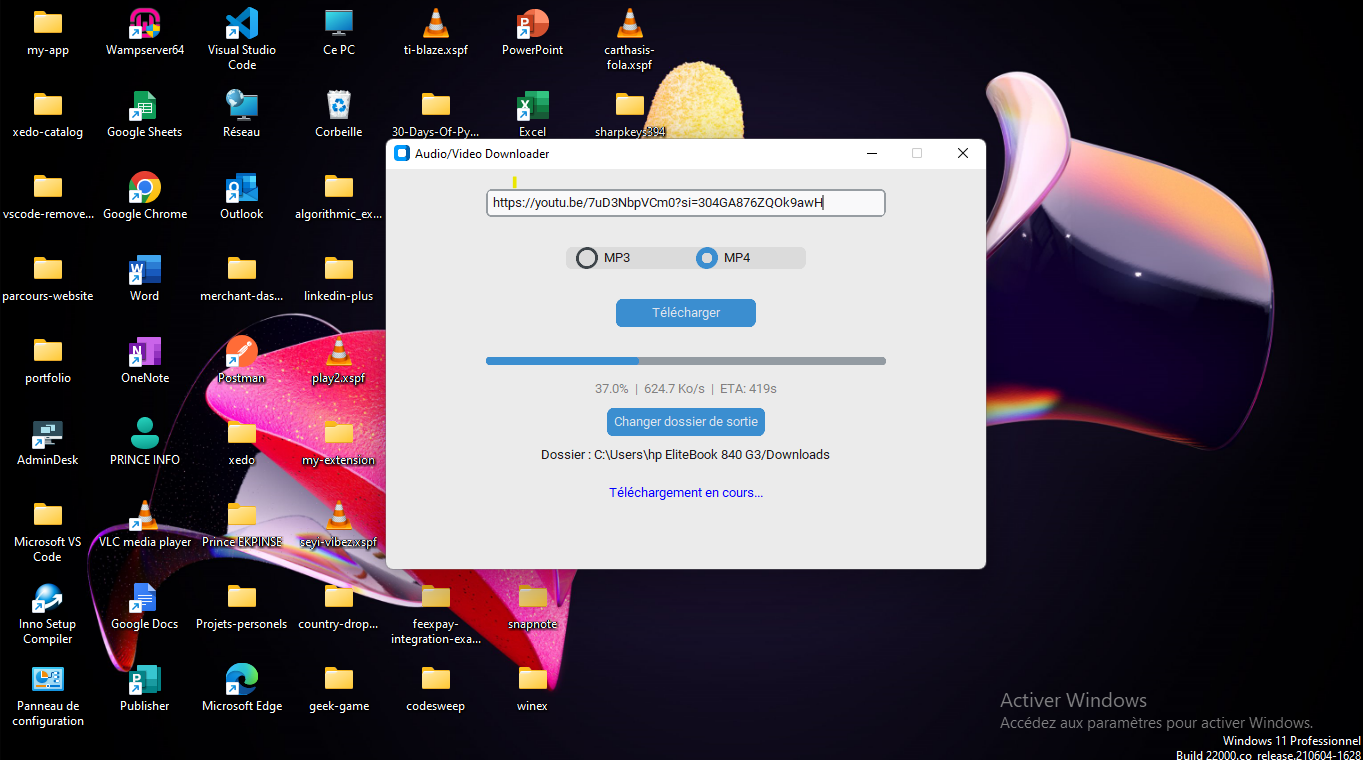 my-app
Wampserver64
Visual Studio
Code
Ce PC
ti-blaze.xspf
PowerPoint
carthasis-
fola.xspf
xedo-catalog
Google Sheets
Réseau
Corbeille
30-Days-Of-Py...
Excel
sharpkeys394
vscode-remove...
Google Chrome
Outlook
algorithmic_ex...
parcours-website
Word
merchant-das...
linkedin-plus
portfolio
OneNote
Postman
play2.xspf
AdminDesk
PRINCE INFO
xedo
my-extension
Microsoft VS
Code
VLC media player
Prince EKPINSE
seyi-vibez.xspf
Inno Setup
Compiler
Google Docs
Projets-personels
country-drop...
feexpay-
integration-exa...
snapnote
Panneau de
configuration
Publisher
Microsoft Edge
geek-game
codesweep
winex
Audio/Video Downloader
https://youtu.be/7uD3NbpVCm0?si=304GA876ZQOk9awH
MP3
MP4
Télécharger
37.0% | 624.7 Ko/s | ETA: 419s
Changer dossier de sortie
Dossier : C:\Users\hp EliteBook 840 G3/Downloads
Téléchargement en cours...
Activer Windows
Accédez aux paramètres pour activer Windows.
Windows 11 Professionnel
Build 22000.co_release.210604-1628